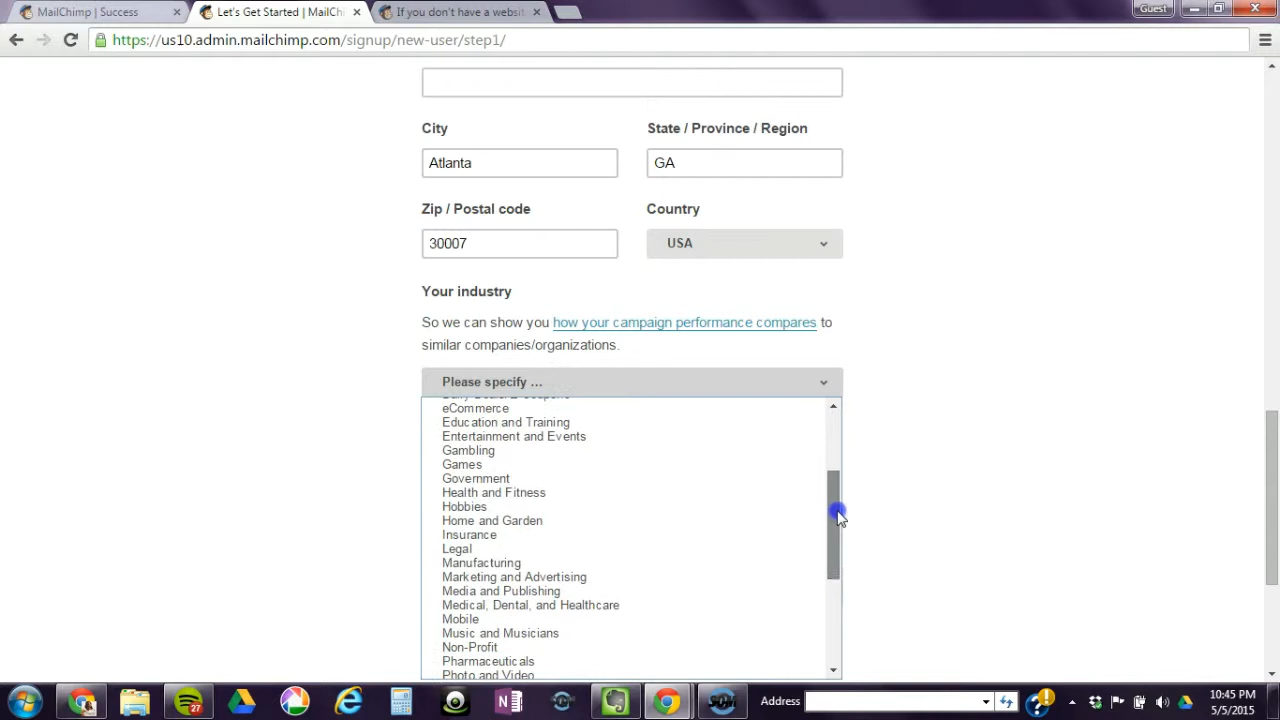 MailChimp | Success
Let's Get Started | MailChi
If you don't have a websit
Guest
https://us10.admin.mailchimp.com/signup/new-user/step1/
City
State / Province / Region
Atlanta
GA
Zip / Postal code
Country
30007
USA
Your industry
So we can show you how your campaign performance compares to
similar companies/organizations.
Please specify ...
eCommerce
Education and Training
Entertainment and Events
Gambling
Games
Government
Health and Fitness
Hobbies
Home and Garden
Insurance
Legal
Manufacturing
Marketing and Advertising
Media and Publishing
Medical, Dental, and Healthcare
Mobile
Music and Musicians
Non-Profit
Pharmaceuticals
Photo and Video
27
Address
10:45 PM
5/5/2015